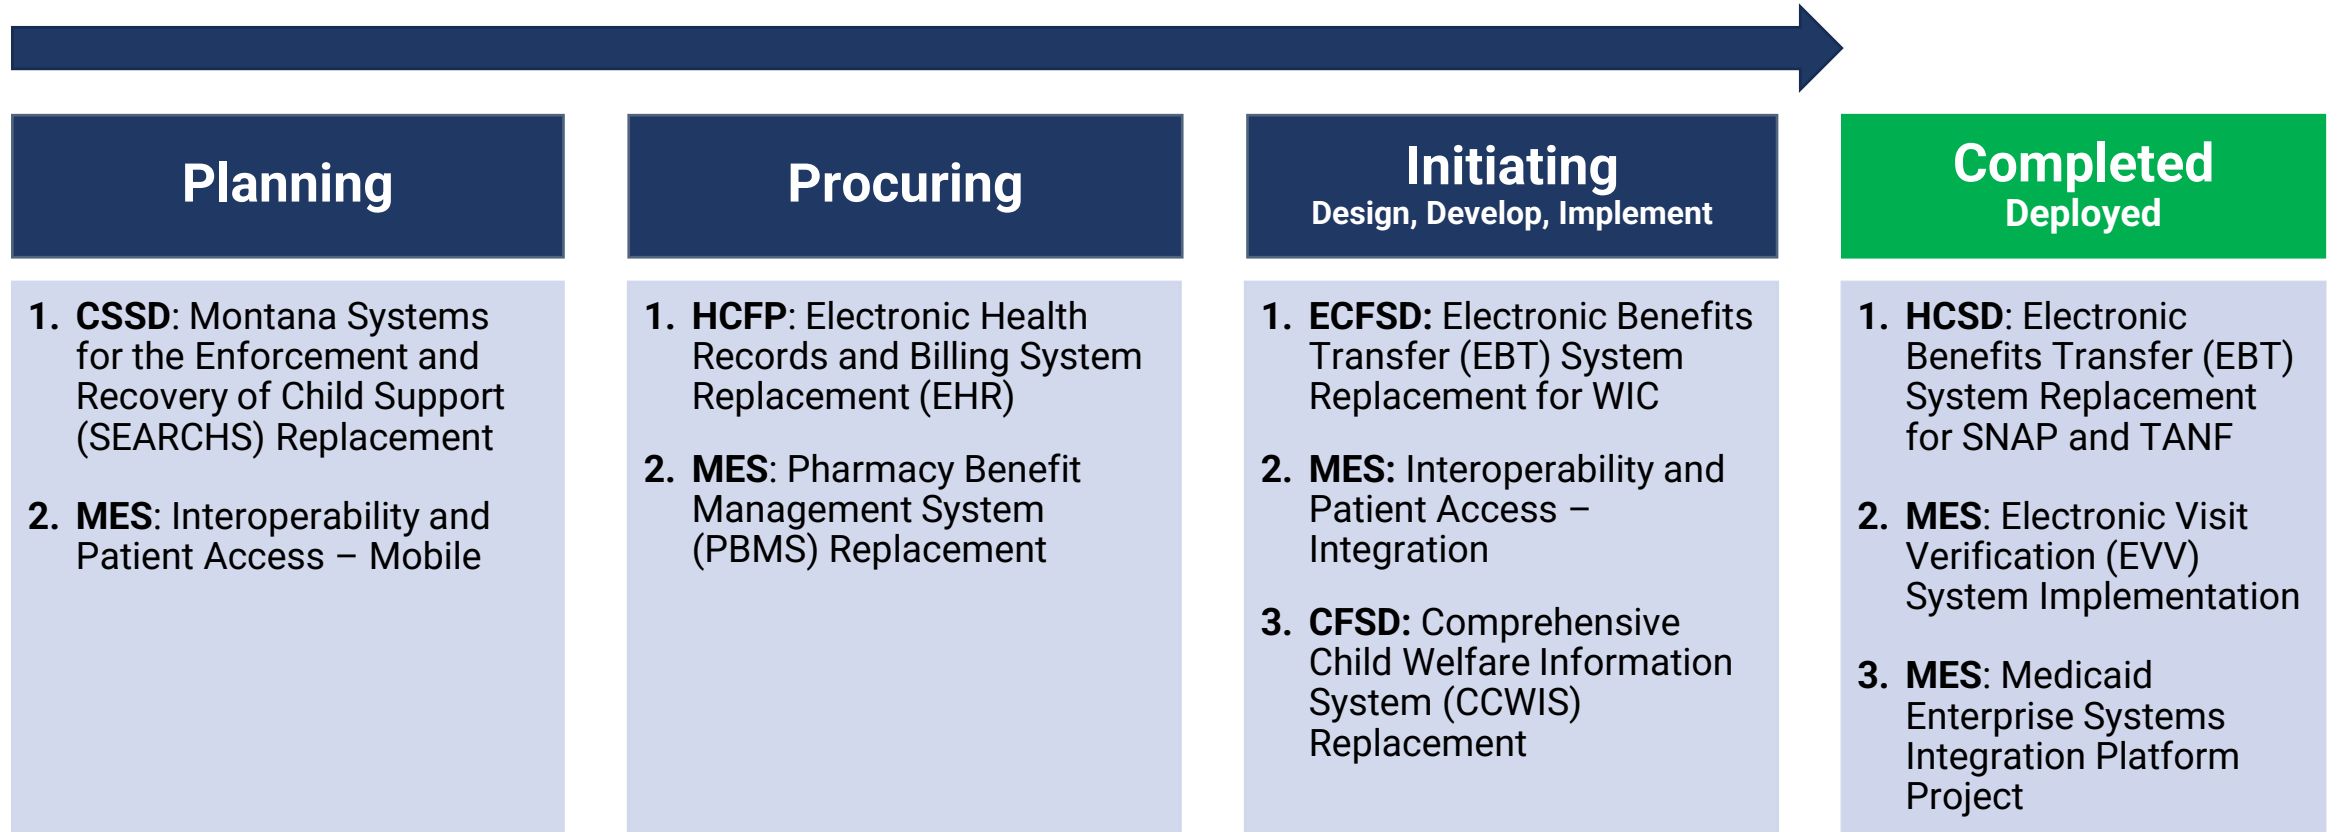 Planning
1. CSSD: Montana Systems
for the Enforcement and
Recovery of Child Support
(SEARCHS) Replacement
2. MES: Interoperability and
Patient Access – Mobile
Procuring
1. HCFP: Electronic Health
Records and Billing System
Replacement (EHR)
2. MES: Pharmacy Benefit
Management System
(PBMS) Replacement
Initiating
Design, Develop, Implement
1. ECFSD: Electronic Benefits
Transfer (EBT) System
Replacement for WIC
2. MES: Interoperability and
Patient Access –
Integration
3. CFSD: Comprehensive
Child Welfare Information
System (CCWIS)
Replacement
Completed
Deployed
1. HCSD: Electronic
Benefits Transfer (EBT)
System Replacement
for SNAP and TANF
2. MES: Electronic Visit
Verification (EVV)
System Implementation
3. MES: Medicaid
Enterprise Systems
Integration Platform
Project